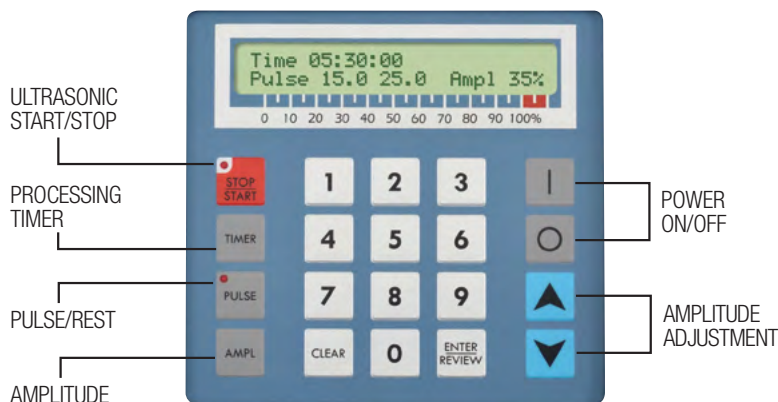 Time 05:30:00
Pulse 15.0 25.0 Ampl 35%
0 10 20 30 40 50 60 70 80 90 100%
ULTRASONIC
START/STOP
STOP
START
1 2 3
PROCESSING
TIMER
TIMER
4 5 6
POWER
ON/OFF
PULSE/REST
PULSE
7 8 9
AMPLITUDE
ADJUSTMENT
AMPLITUDE
AMPL
CLEAR
0
ENTER
REVIEW